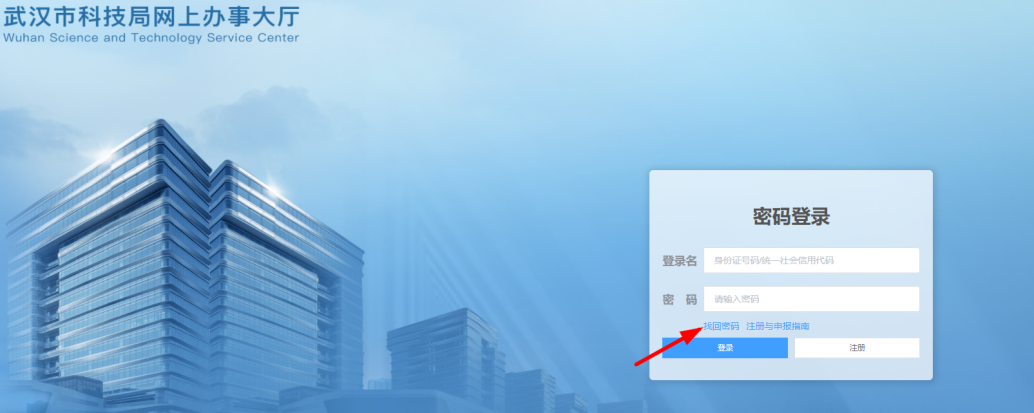 武汉市科技局网上办事大厅
Wuhan Science and Technology Service Center
密码登录
登录名 身份证号码/统一社会信用代码
密 码 请输入密码
找回密码 注册与申报指南
登录 注册